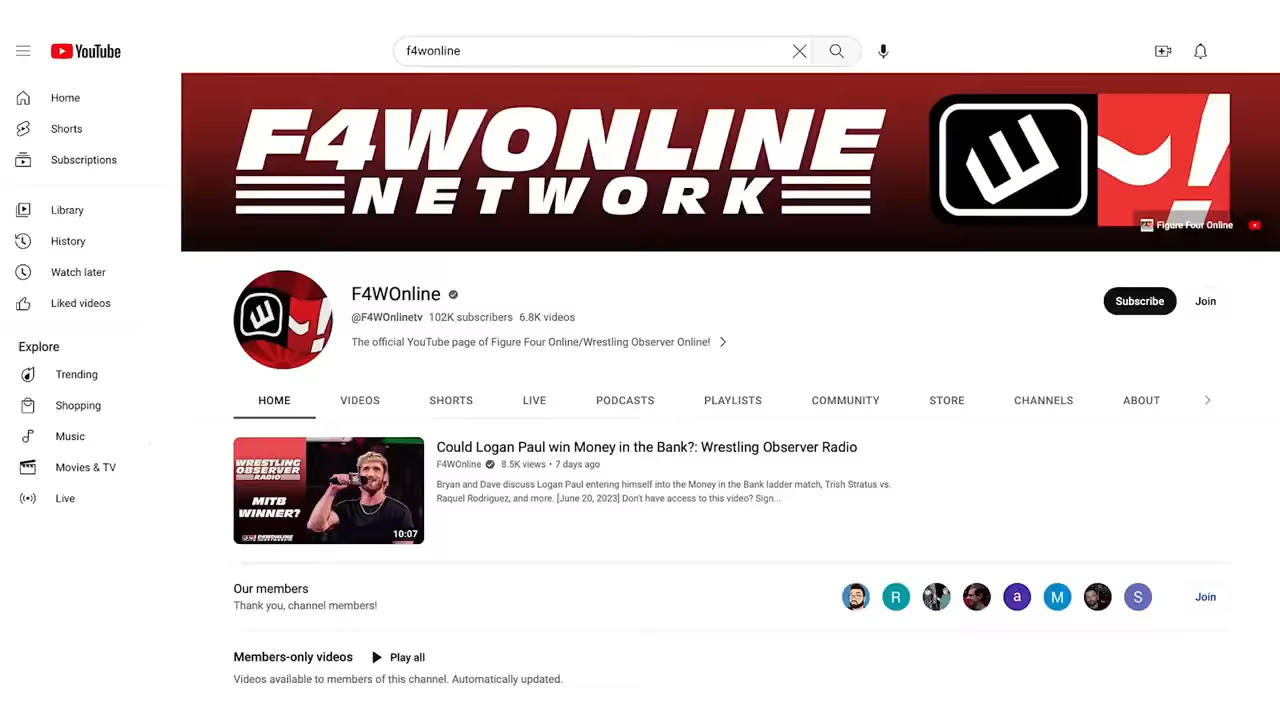 YouTube
f4wonline
Home
Shorts
Subscriptions
Library
History
Watch later
Liked videos
Explore
Trending
Shopping
Music
Movies & TV
Live
F4WONLINE
NETWORK
Figure Four Online
F4WOnline
@F4WOnlinetv 102K subscribers 6.8K videos
The official YouTube page of Figure Four Online/Wrestling Observer Online!
Subscribe
Join
HOME VIDEOS SHORTS LIVE PODCASTS PLAYLISTS COMMUNITY STORE CHANNELS ABOUT
WRESTLING
OBSERVER
RADIO
MITB
WINNER?
F4WONLINE
10:07
Could Logan Paul win Money in the Bank?: Wrestling Observer Radio
F4WOnline 8.5K views • 7 days ago
Bryan and Dave discuss Logan Paul entering himself into the Money in the Bank ladder match, Trish Stratus vs.
Raquel Rodriguez, and more. [June 20, 2023] Don't have access to this video? Sign...
Our members
Thank you, channel members!
R a M S
Join
Members-only videos Play all
Videos available to members of this channel. Automatically updated.